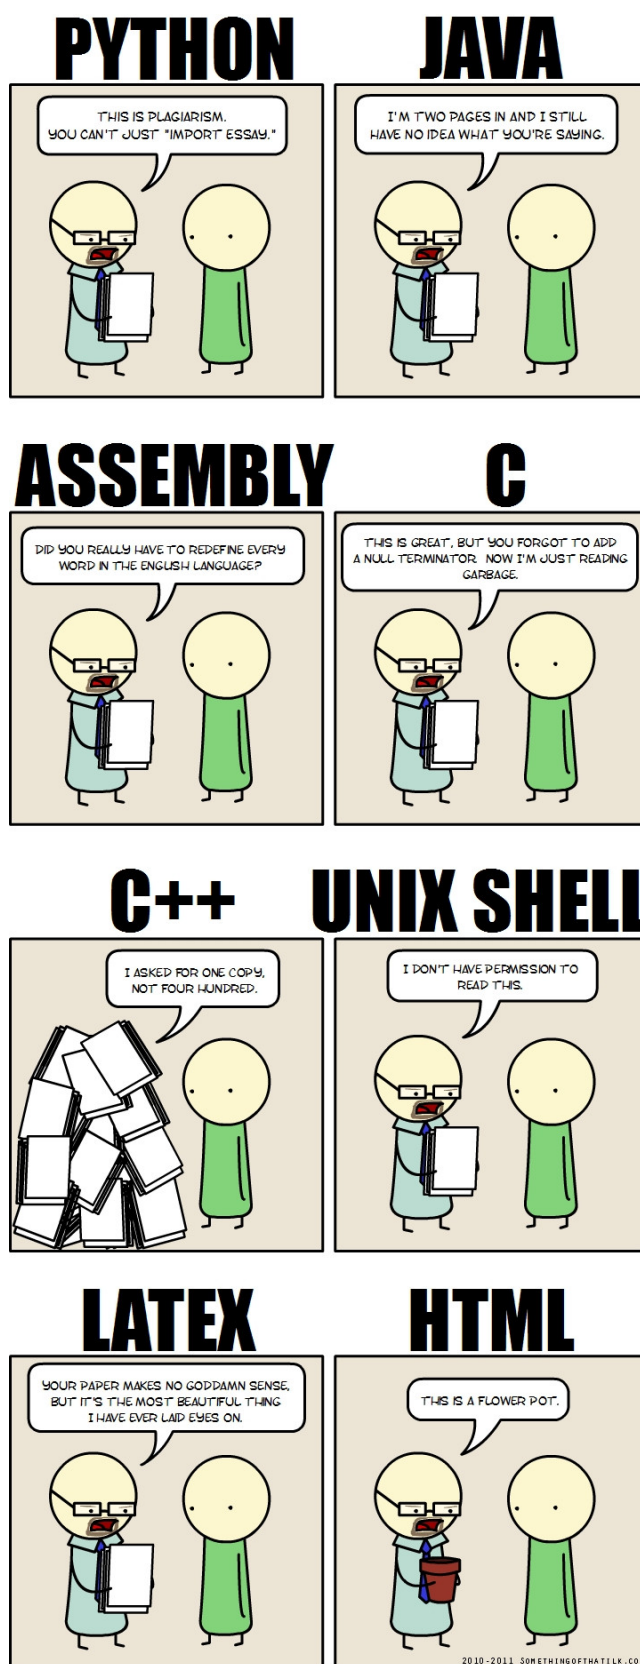 PYTHON
JAVA
THIS IS PLAGIARISM.
YOU CAN'T JUST "IMPORT ESSAY."
I'M TWO PAGES IN AND I STILL
HAVE NO IDEA WHAT YOU'RE SAYING.
ASSEMBLY
C
DID YOU REALLY HAVE TO REDEFINE EVERY
WORD IN THE ENGLISH LANGUAGE?
THIS IS GREAT, BUT YOU FORGOT TO ADD
A NULL TERMINATOR. NOW I'M JUST READING
GARBAGE.
C++
UNIX SHELL
I ASKED FOR ONE COPY,
NOT FOUR HUNDRED.
I DON'T HAVE PERMISSION TO
READ THIS.
LATEX
HTML
YOUR PAPER MAKES NO GODDAMN SENSE,
BUT IT'S THE MOST BEAUTIFUL THING
I HAVE EVER LAID EYES ON.
THIS IS A FLOWER POT.
2010-2011 SOMETHINGOFTHATILK.CO